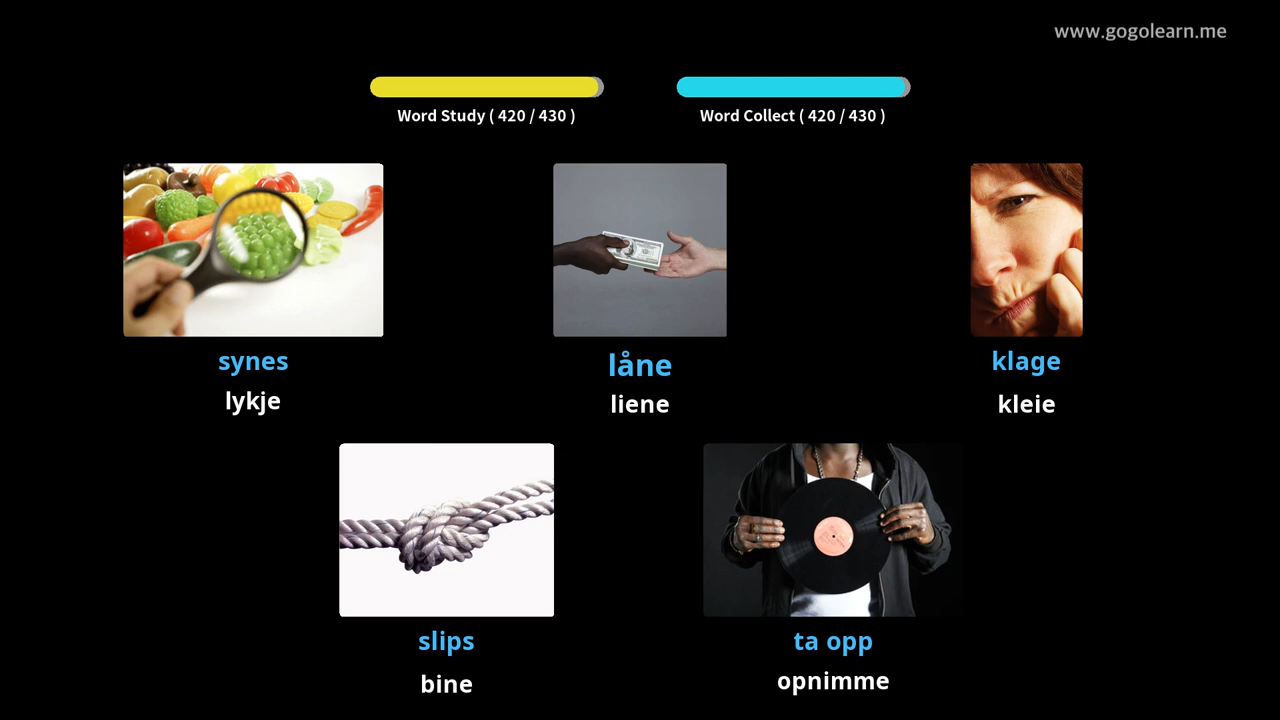 www.gogolearn.me
Word Study ( 420 / 430 )
Word Collect ( 420 / 430 )
synes
lykje
låne
liene
klage
kleie
slips
bine
ta opp
opnimme